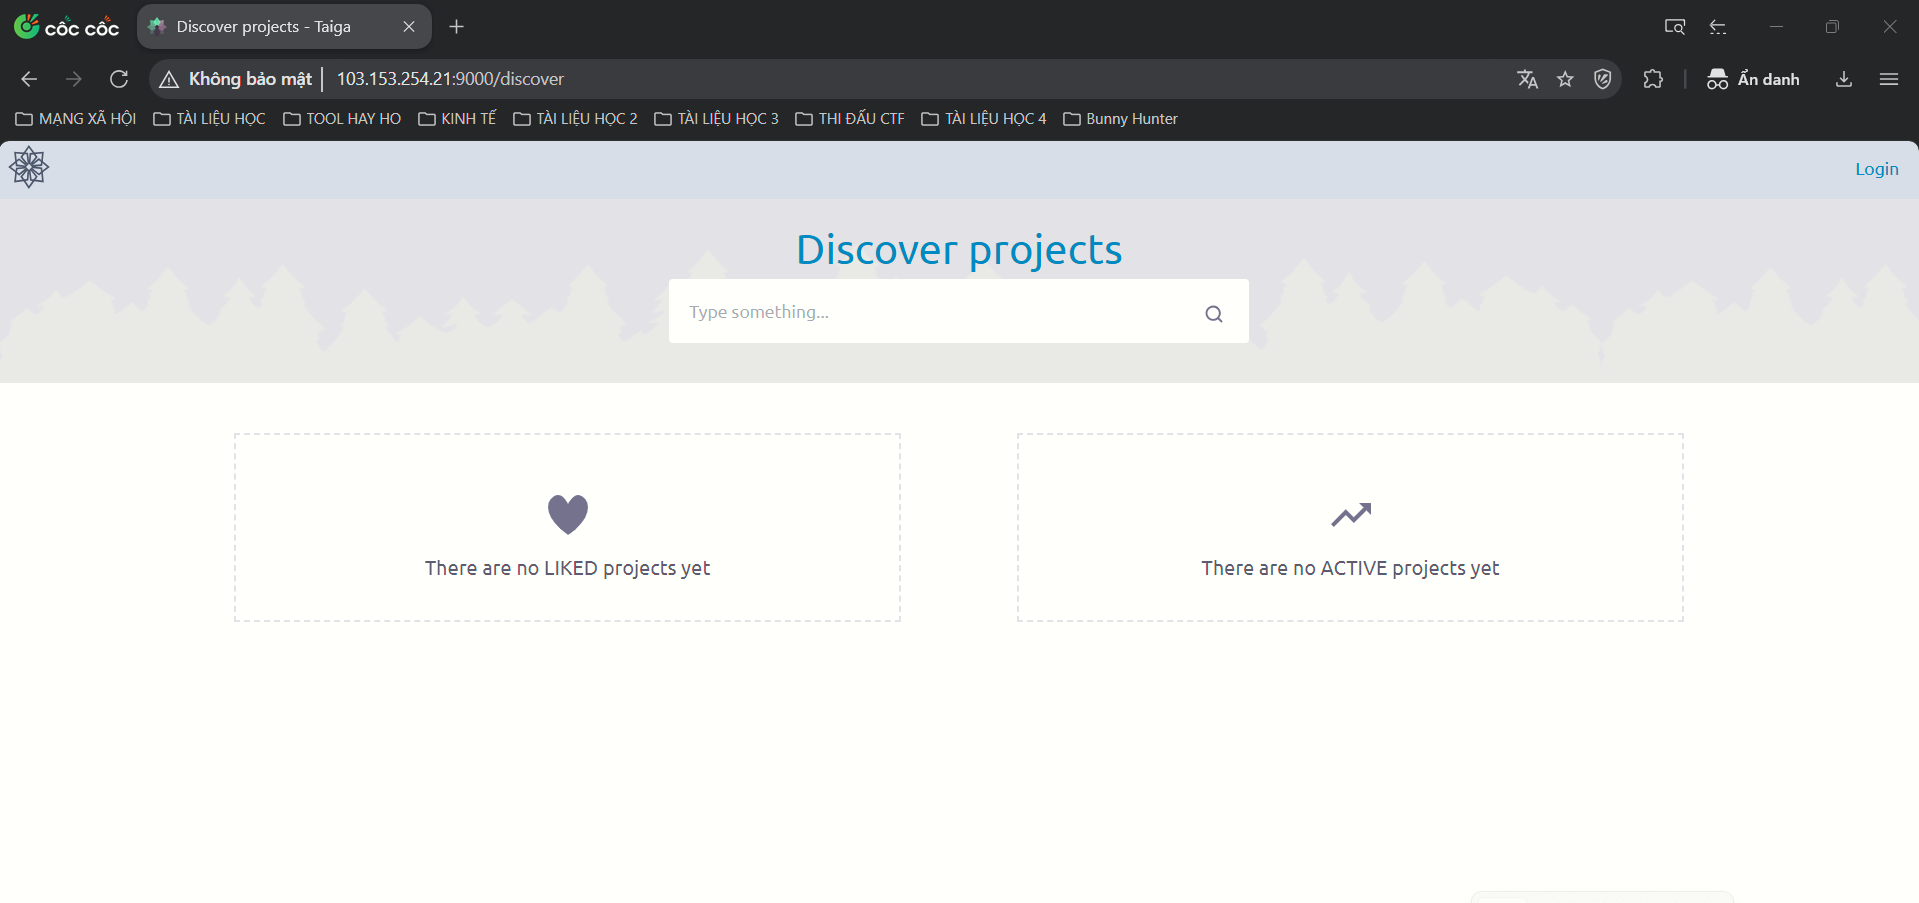 cốc cốc
Discover projects - Taiga
Không bảo mật
103.153.254.21:9000/discover
Ẩn danh
MẠNG XÃ HỘI
TÀI LIỆU HỌC
TOOL HAY HO
KINH TẾ
TÀI LIỆU HỌC 2
TÀI LIỆU HỌC 3
THI ĐẤU CTF
TÀI LIỆU HỌC 4
Bunny Hunter
Login
Discover projects
Type something...
There are no LIKED projects yet
There are no ACTIVE projects yet